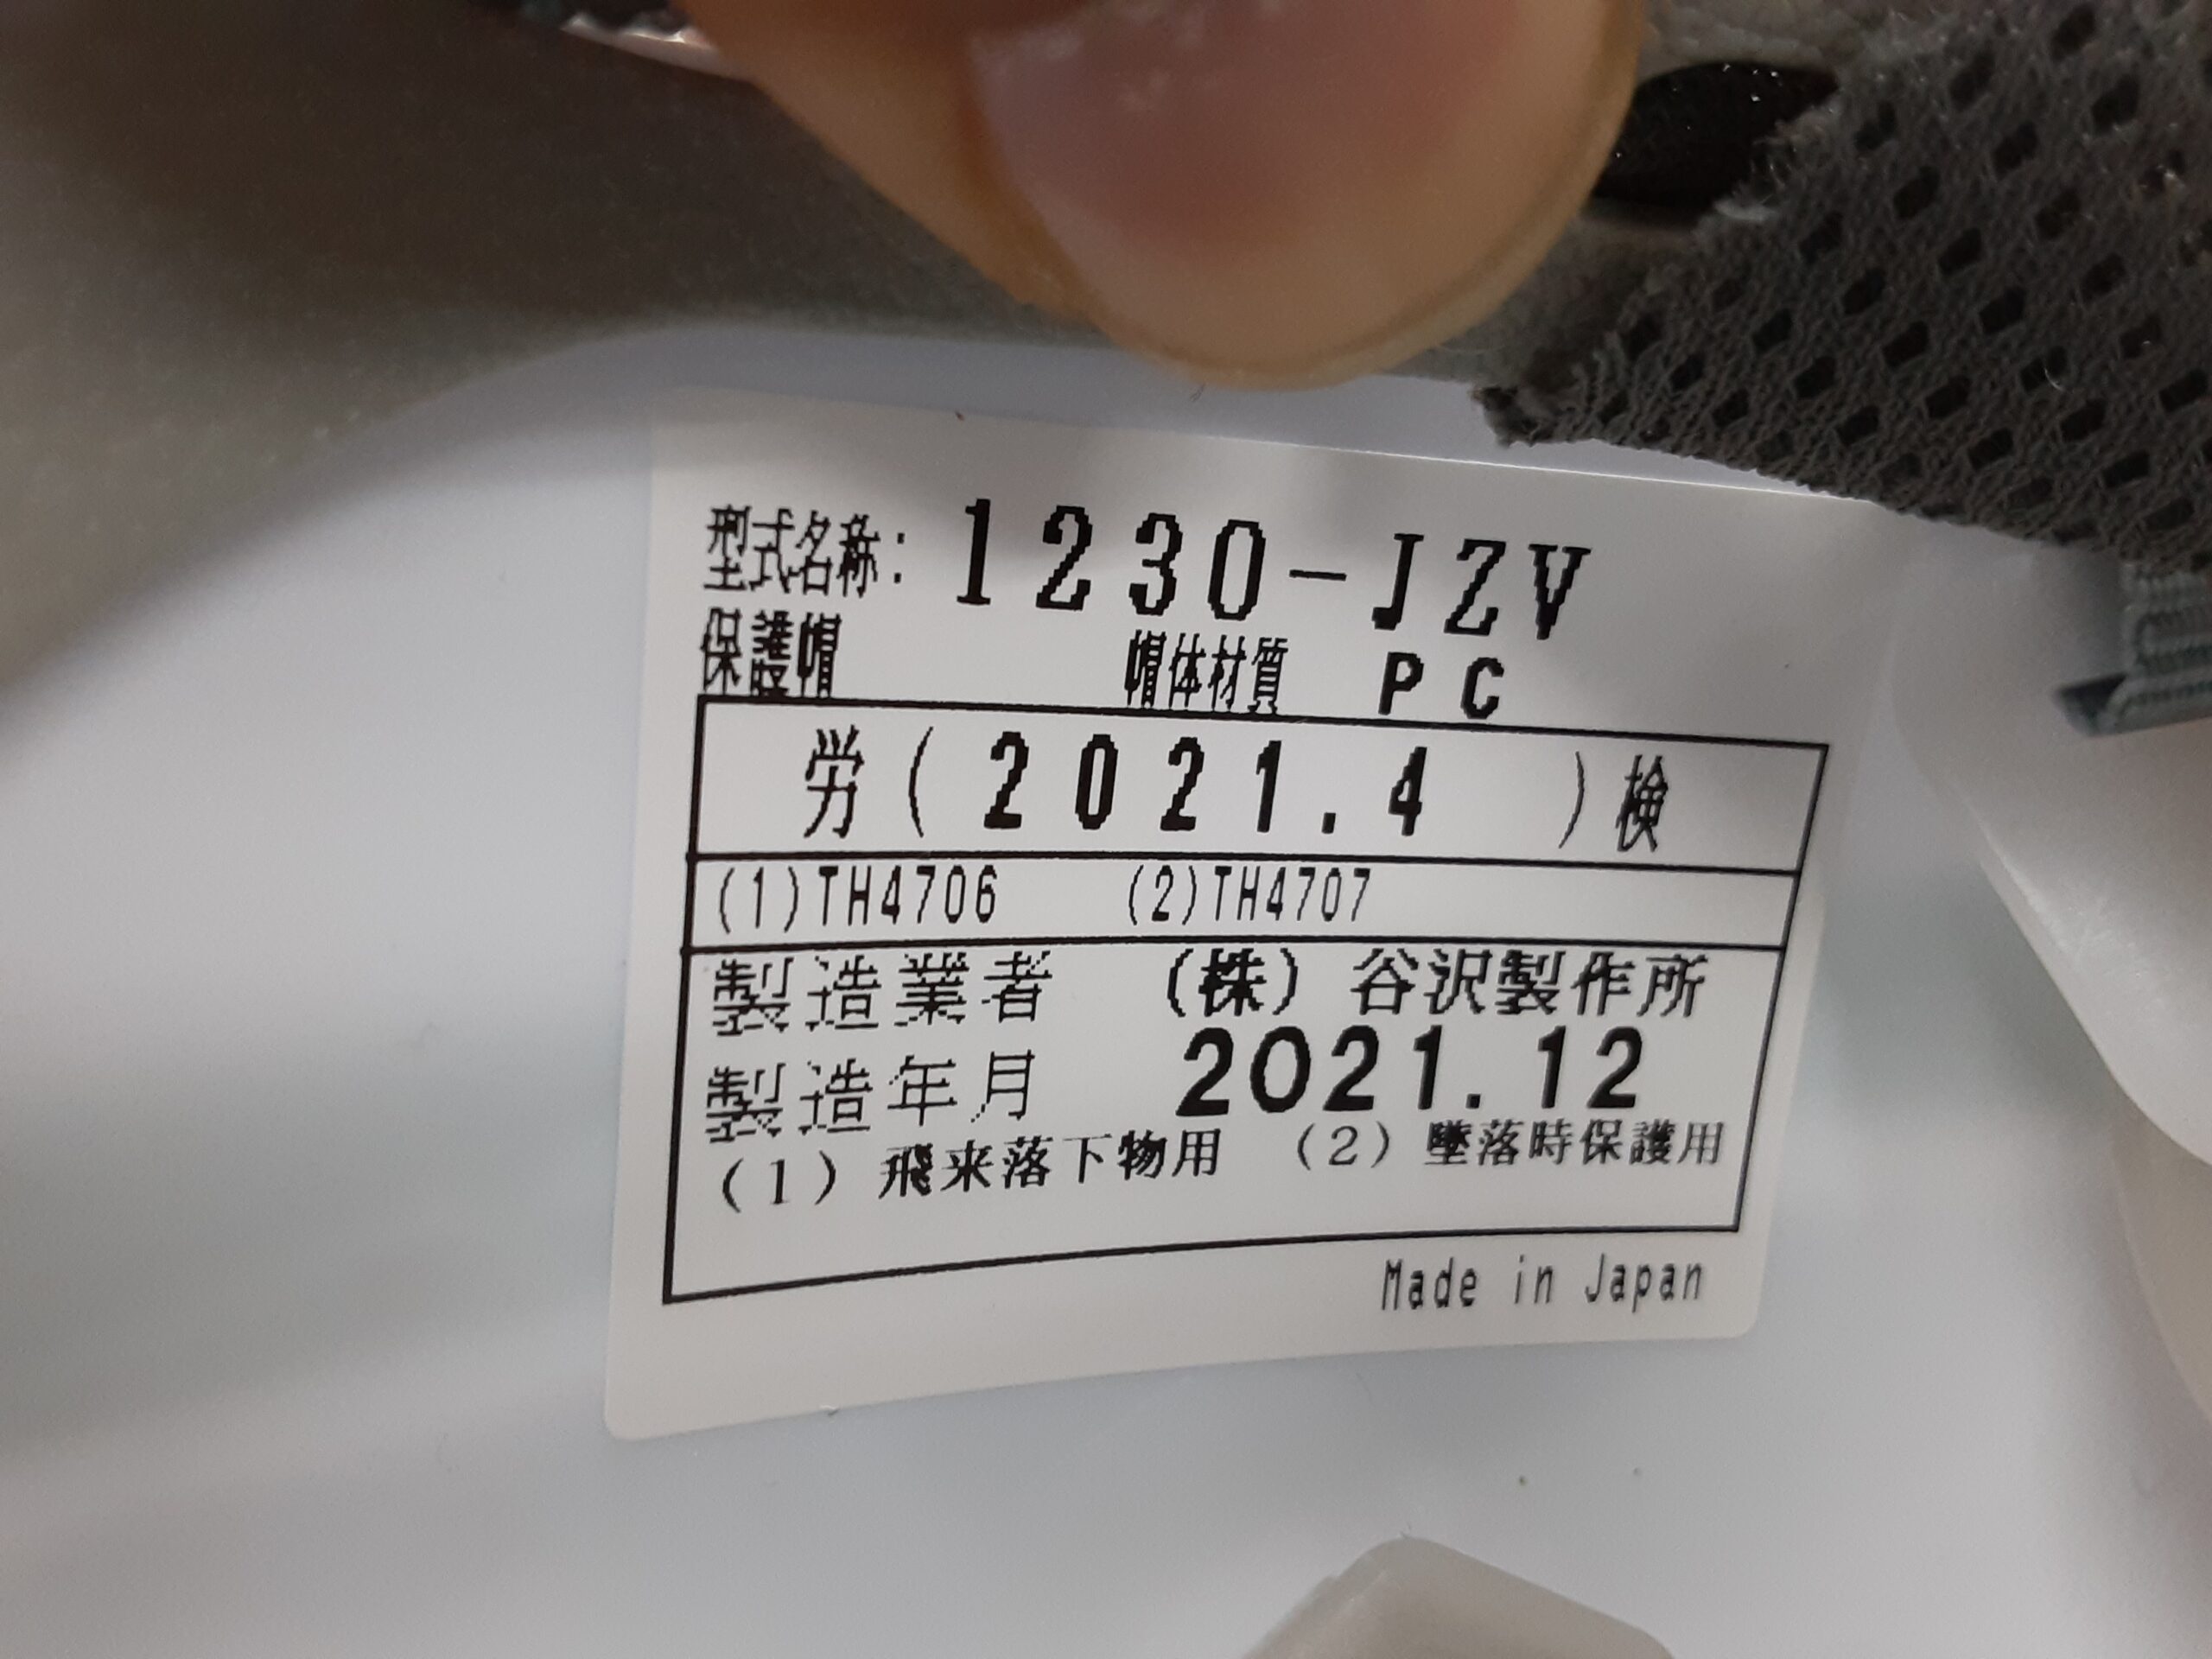 型式名称: 1230-JZV
保護帽 帽体材質 PC
労(2021.4 )検
(1)TH4706 (2)TH4707
製造業者 (株) 谷沢製作所
製造年月 2021.12
(1) 飛来落下物用 (2) 墜落時保護用
Made in Japan